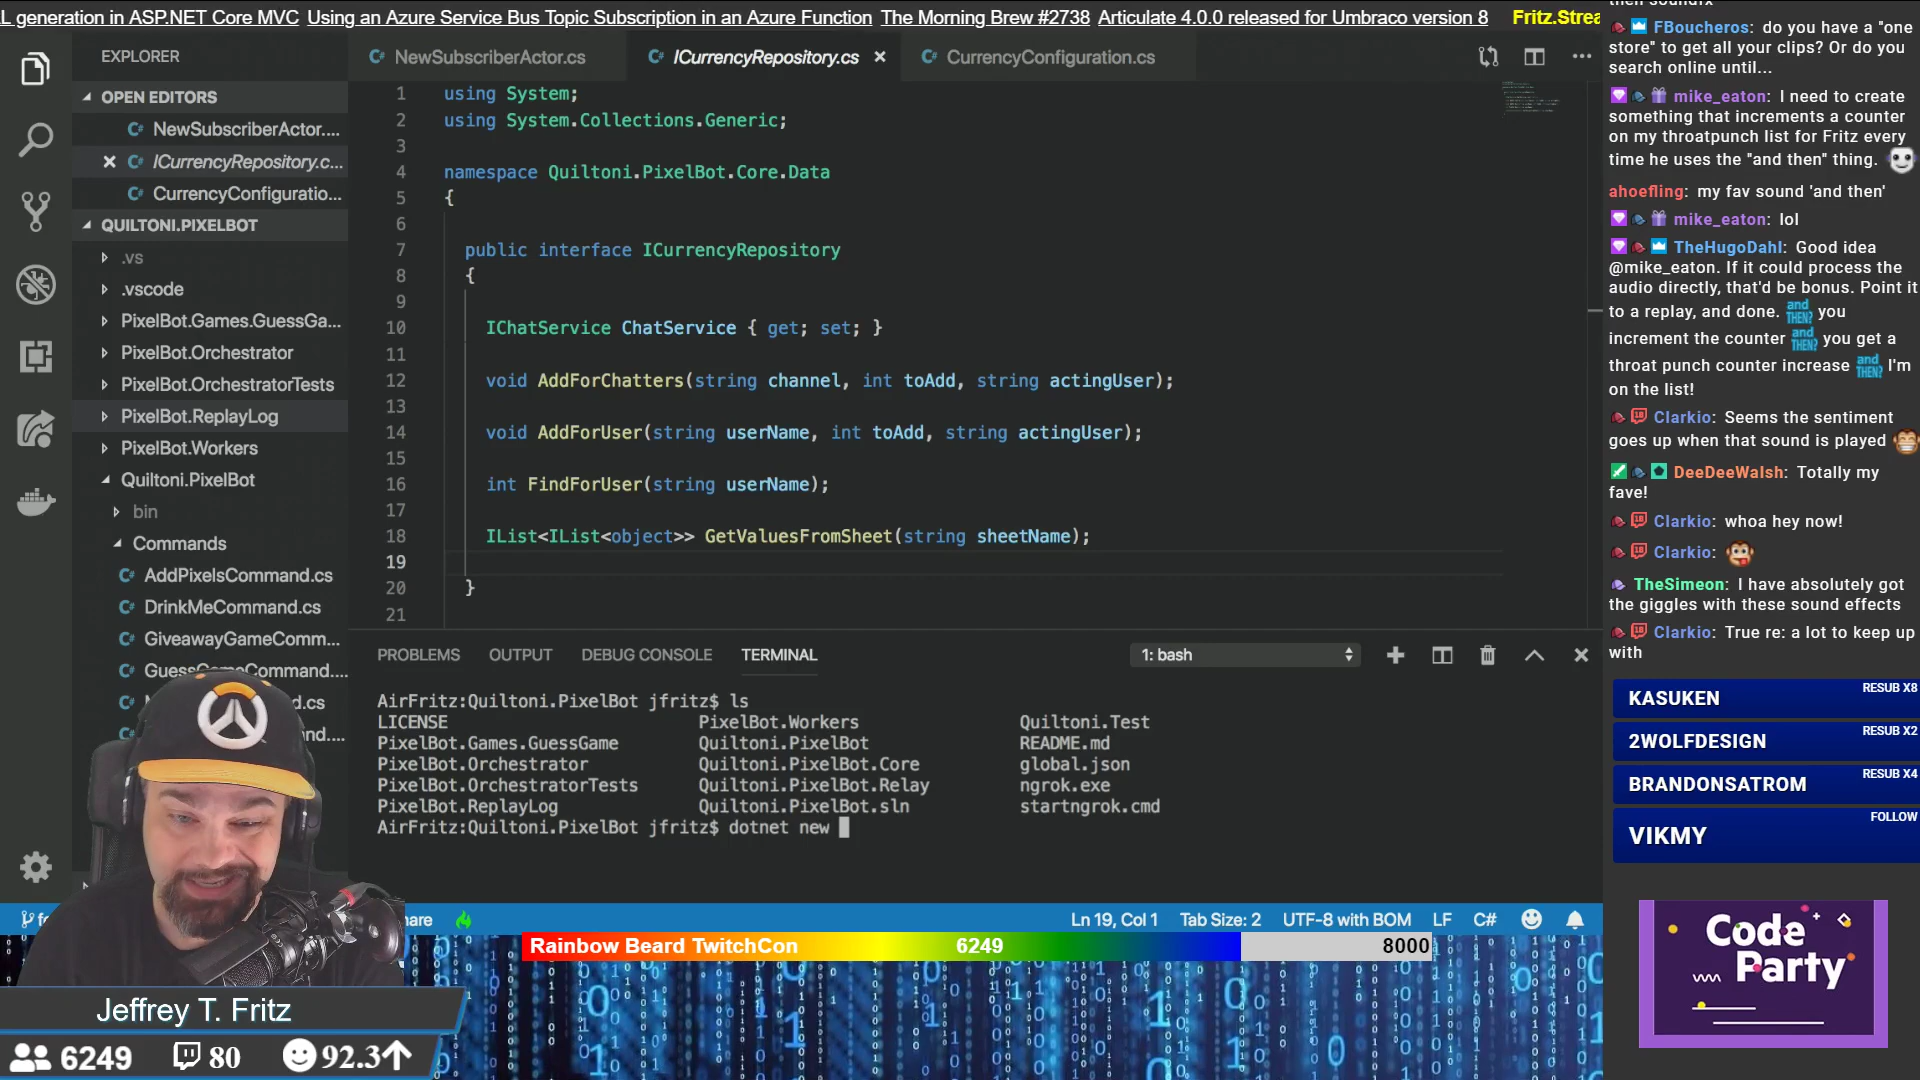 L generation in ASP.NET Core MVC Using an Azure Service Bus Topic Subscription in an Azure Function The Morning Brew #2738 Articulate 4.0.0 released for Umbraco version 8 Fritz.Strea
EXPLORER
OPEN EDITORS
NewSubscriberActor....
ICurrencyRepository.c...
CurrencyConfiguratio...
QUILTONI.PIXELBOT
.vs
.vscode
PixelBot.Games.GuessGa...
PixelBot.Orchestrator
PixelBot.OrchestratorTests
PixelBot.ReplayLog
PixelBot.Workers
Quiltoni.PixelBot
bin
Commands
AddPixelsCommand.cs
DrinkMeCommand.cs
GiveawayGameComm...
GuessGameCommand....
NewSubscriberActor.cs
ICurrencyRepository.cs
CurrencyConfiguration.cs
1 using System;
2 using System.Collections.Generic;
3
4 namespace Quiltoni.PixelBot.Core.Data
5 {
6
7 public interface ICurrencyRepository
8 {
9
10 IChatService ChatService { get; set; }
11
12 void AddForChatters(string channel, int toAdd, string actingUser);
13
14 void AddForUser(string userName, int toAdd, string actingUser);
15
16 int FindForUser(string userName);
17
18 IList<IList<object>> GetValuesFromSheet(string sheetName);
19
20 }
21
PROBLEMS OUTPUT DEBUG CONSOLE TERMINAL 1: bash
AirFritz:Quiltoni.PixelBot jfritz$ ls
LICENSE PixelBot.Workers Quiltoni.Test
PixelBot.Games.GuessGame Quiltoni.PixelBot README.md
PixelBot.Orchestrator Quiltoni.PixelBot.Core global.json
PixelBot.OrchestratorTests Quiltoni.PixelBot.Relay ngrok.exe
PixelBot.ReplayLog Quiltoni.PixelBot.sln startngrok.cmd
AirFritz:Quiltoni.PixelBot jfritz$ dotnet new
Ln 19, Col 1 Tab Size: 2 UTF-8 with BOM LF C#
Rainbow Beard TwitchCon 6249 8000
Jeffrey T. Fritz
6249 80 92.3
FBoucheros: do you have a "one
store" to get all your clips? Or do you
search online until...
mike_eaton: I need to create
something that increments a counter
on my throatpunch list for Fritz every
time he uses the "and then" thing.
ahoefling: my fav sound 'and then'
mike_eaton: lol
TheHugoDahl: Good idea
@mike_eaton. If it could process the
audio directly, that'd be bonus. Point it
to a replay, and done. and THEN? you
increment the counter and THEN? you get a
throat punch counter increase and THEN? I'm
on the list!
Clarkio: Seems the sentiment
goes up when that sound is played
DeeDeeWalsh: Totally my
fave!
Clarkio: whoa hey now!
Clarkio:
TheSimeon: I have absolutely got
the giggles with these sound effects
Clarkio: True re: a lot to keep up
with
KASUKEN RESUB X8
2WOLFDESIGN RESUB X2
BRANDONSATROM RESUB X4
VIKMY FOLLOW
Code
Party